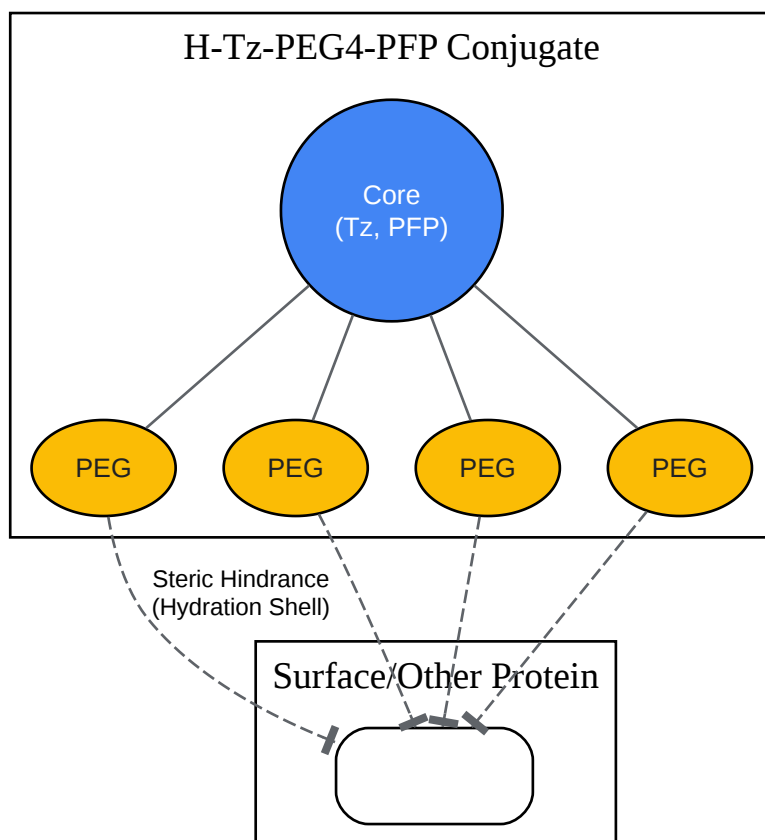 H-Tz-PEG4-PFP Conjugate
Core
(Tz, PFP)
PEG
PEG
PEG
PEG
Steric Hindrance
(Hydration Shell)
Surface/Other Protein